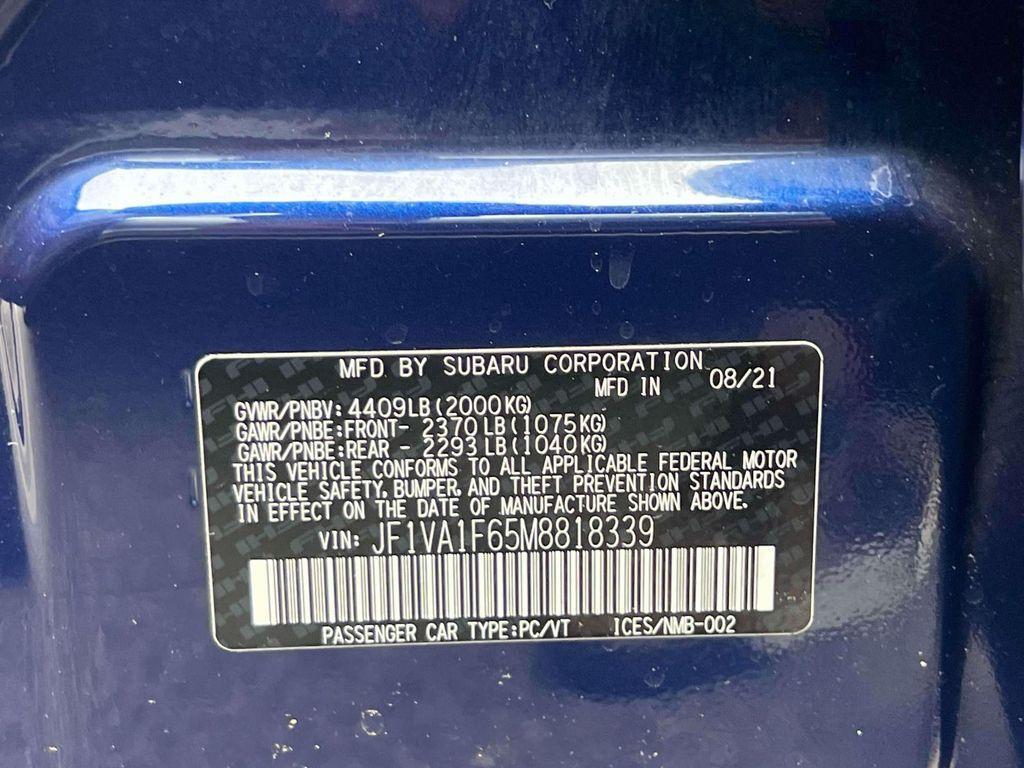 MFD BY SUBARU CORPORATION
MFD IN 08/21
GVWR/PNBV: 4409LB(2000KG)
GAWR/PNBE:FRONT- 2370LB(1075KG)
GAWR/PNBE:REAR - 2293LB(1040KG)
THIS VEHICLE CONFORMS TO ALL APPLICABLE FEDERAL MOTOR
VEHICLE SAFETY, BUMPER, AND THEFT PREVENTION STANDARDS
IN EFFECT ON THE DATE OF MANUFACTURE SHOWN ABOVE.
VIN: JF1VA1F65M8818339
PASSENGER CAR TYPE:PC/VT ICES/NMB-002